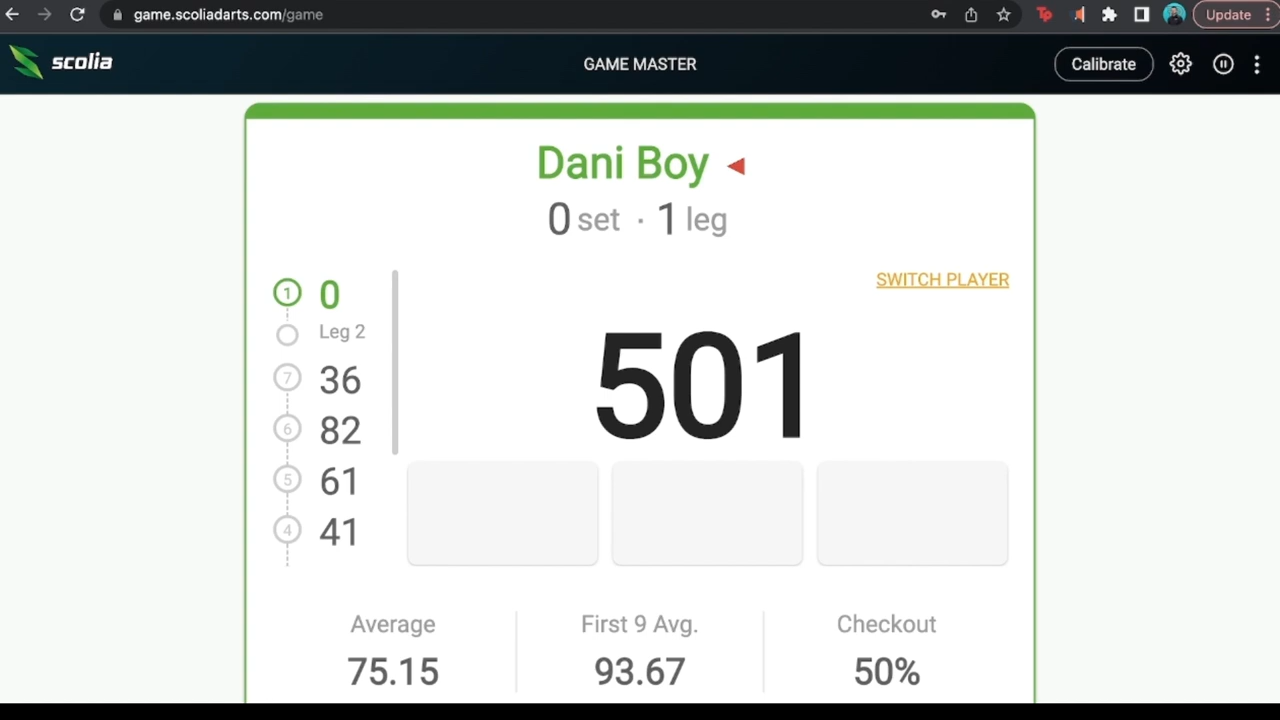 game.scoliadarts.com/game
Update
scolia
GAME MASTER
Calibrate
Dani Boy
0 set · 1 leg
SWITCH PLAYER
1 0
Leg 2
7 36
6 82
5 61
4 41
501
Average
First 9 Avg.
Checkout
75.15
93.67
50%